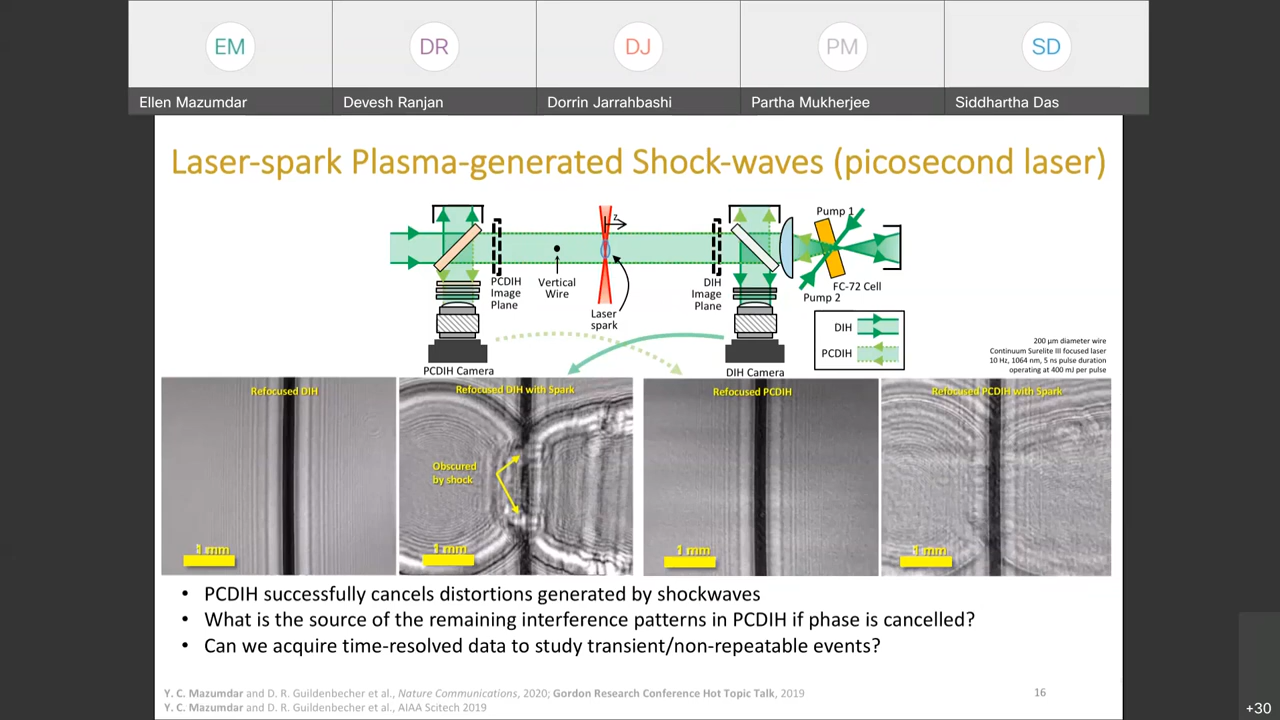 EM
DR
DJ
PM
SD
Ellen Mazumdar
Devesh Ranjan
Dorrin Jarrahbashi
Partha Mukherjee
Siddhartha Das
Laser-spark Plasma-generated Shock-waves (picosecond laser)
z
Pump 1
PCDIH
Image
Plane
Vertical
Wire
Laser
spark
DIH
Image
Plane
FC-72 Cell
Pump 2
DIH
PCDIH
PCDIH Camera
DIH Camera
200 µm diameter wire
Continuum Surelite III focused laser
10 Hz, 1064 nm, 5 ns pulse duration
operating at 400 mJ per pulse
Refocused DIH
1 mm
Refocused DIH with Spark
Obscured
by shock
1 mm
Refocused PCDIH
1 mm
Refocused PCDIH with Spark
1 mm
• PCDIH successfully cancels distortions generated by shockwaves
• What is the source of the remaining interference patterns in PCDIH if phase is cancelled?
• Can we acquire time-resolved data to study transient/non-repeatable events?
Y. C. Mazumdar and D. R. Guildenbecher et al., Nature Communications, 2020; Gordon Research Conference Hot Topic Talk, 2019
Y. C. Mazumdar and D. R. Guildenbecher et al., AIAA Scitech 2019
16
+30